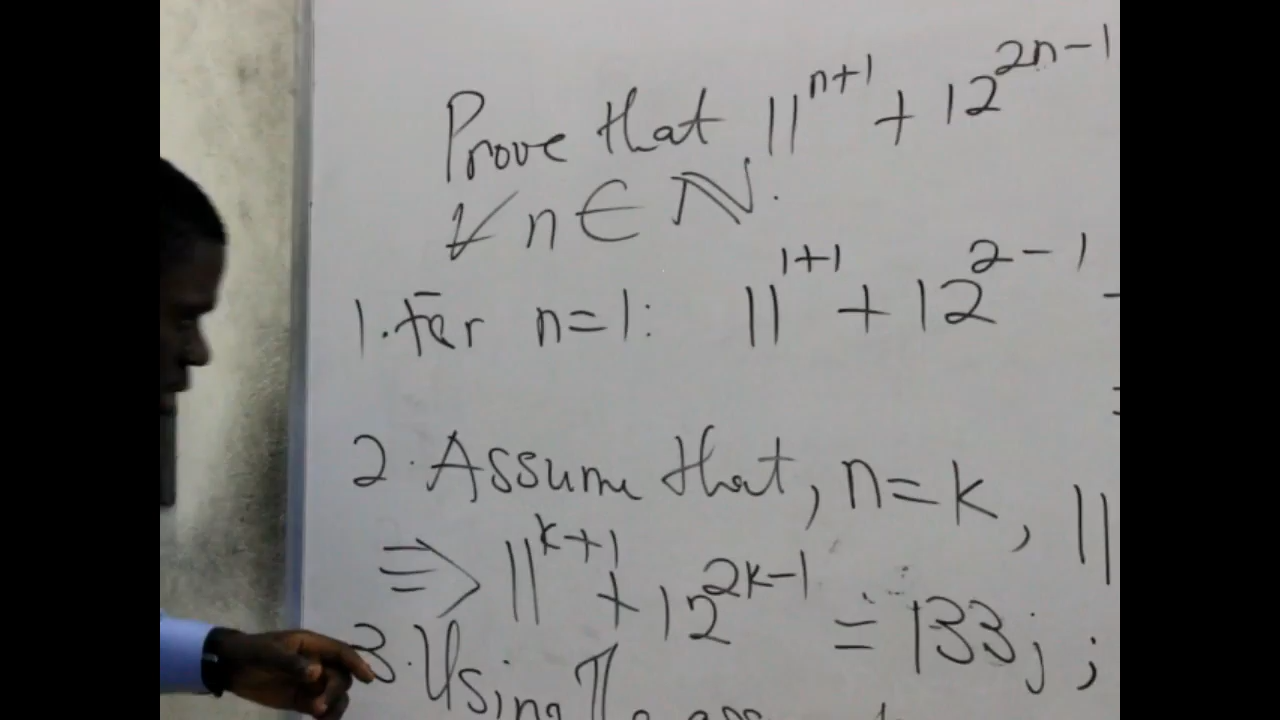 Prove that 11^{n+1} + 12^{2n-1}
∀ n ∈ ℕ.
1. For n=1: 11^{1+1} + 12^{2-1}
2. Assume that, n=k, 11
⇒ 11^{k+1} + 12^{2k-1} = 133j ;
3. Using